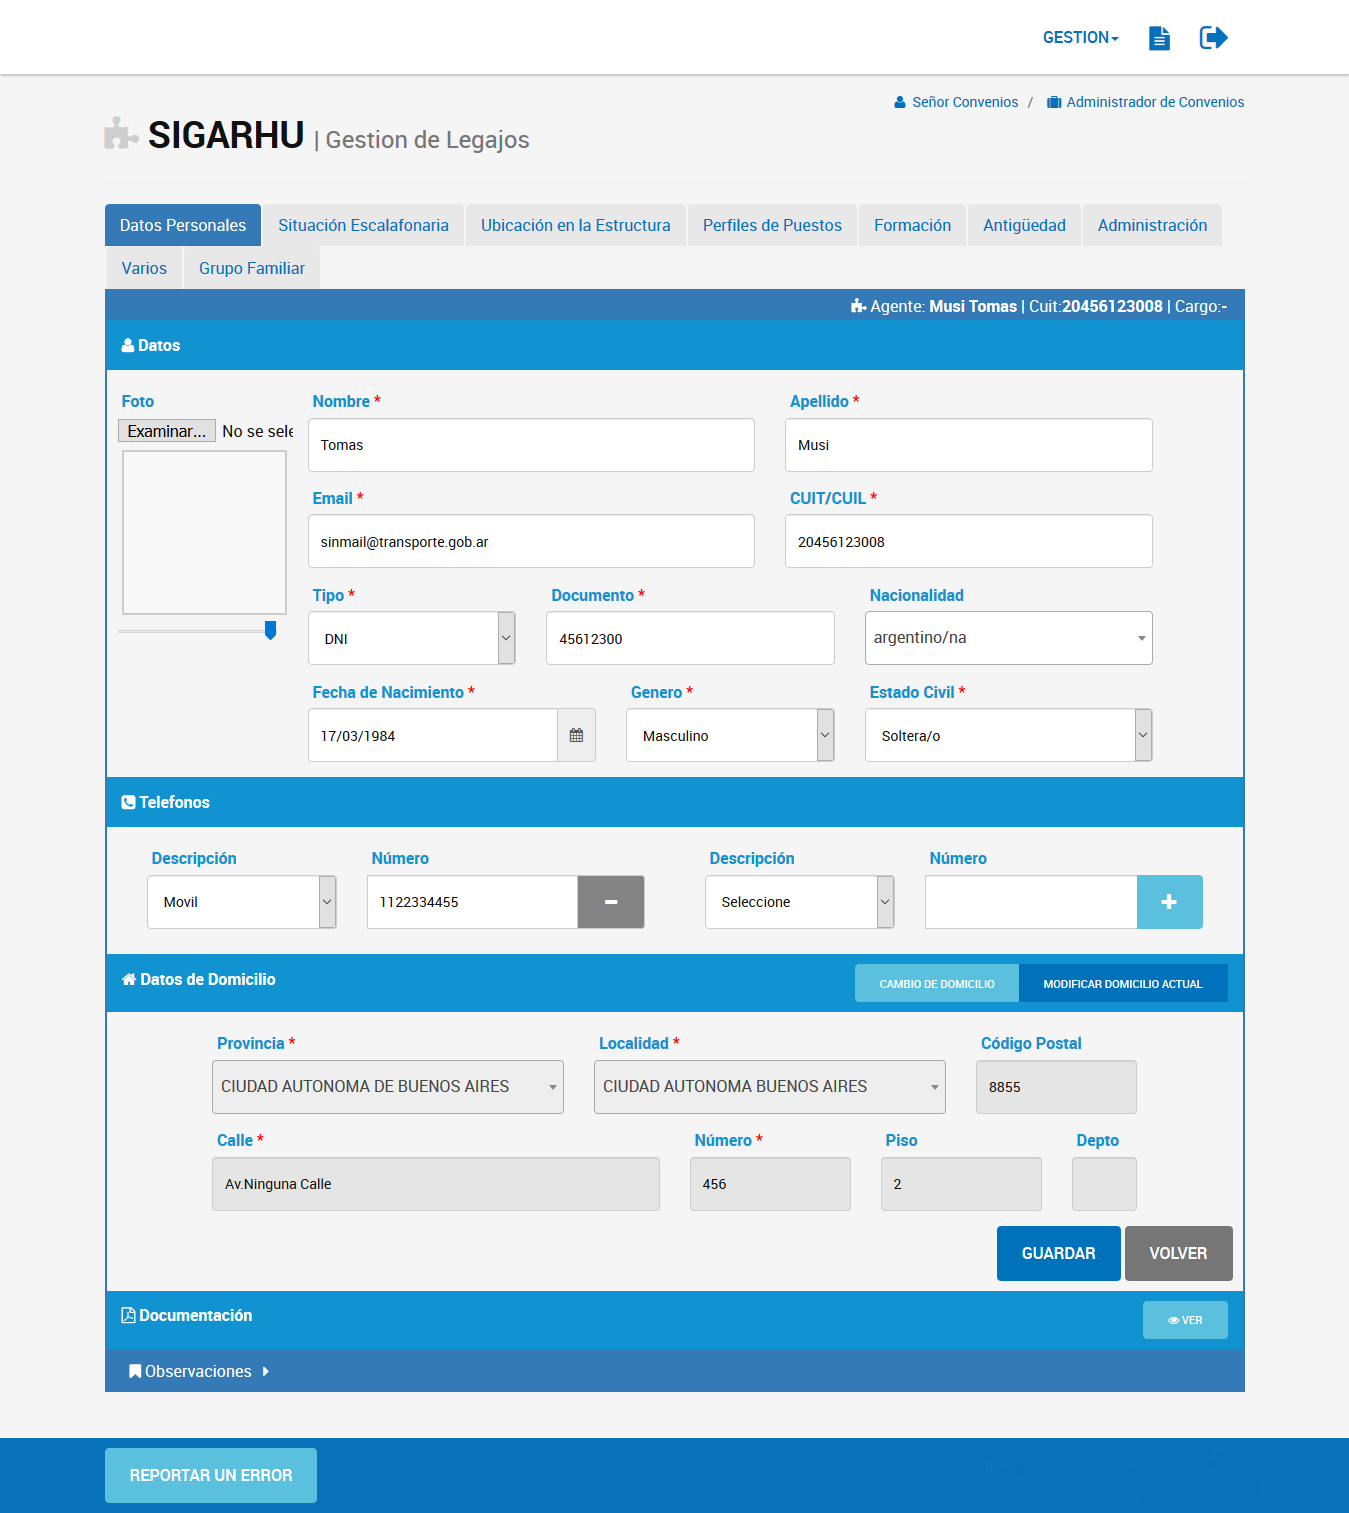 GESTION
Señor Convenios / Administrador de Convenios
SIGARHU | Gestion de Legajos
Datos Personales Situación Escalafonaria Ubicación en la Estructura Perfiles de Puestos Formación Antigüedad Administración
Varios Grupo Familiar
Agente: Musi Tomas | Cuit:20456123008 | Cargo:-
Datos
Foto Nombre * Apellido *
Examinar... No se sele
Tomas Musi
Email * CUIT/CUIL *
sinmail@transporte.gob.ar 20456123008
Tipo * Documento * Nacionalidad
DNI 45612300 argentino/na
Fecha de Nacimiento * Genero * Estado Civil *
17/03/1984 Masculino Soltera/o
Telefonos
Descripción Número Descripción Número
Movil 1122334455 - Seleccione +
Datos de Domicilio CAMBIO DE DOMICILIO MODIFICAR DOMICILIO ACTUAL
Provincia * Localidad * Código Postal
CIUDAD AUTONOMA DE BUENOS AIRES CIUDAD AUTONOMA BUENOS AIRES 8855
Calle * Número * Piso Depto
Av.Ninguna Calle 456 2
GUARDAR VOLVER
Documentación VER
Observaciones
REPORTAR UN ERROR